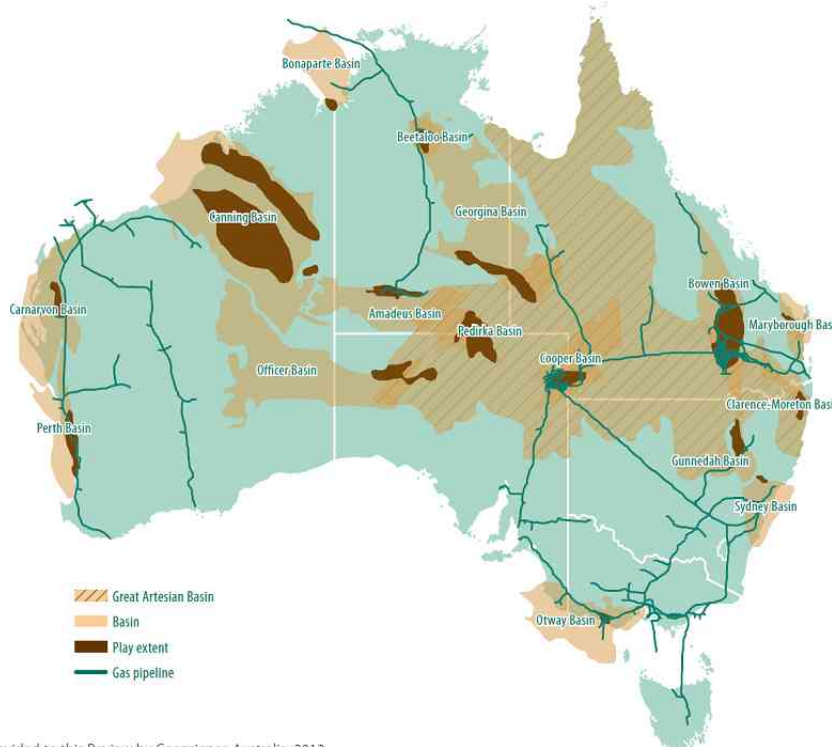 Bonaparte Basin
Beetaloo Basin
Canning Basin
Georgina Basin
Bowen Basin
Carnarvon Basin
Amadeus Basin
Maryborough Bas
Pedirka Basin
Cooper Basin
Officer Basin
Clarence-Moreton Basi
Perth Basin
Gunnedah Basin
Sydney Basin
Great Artesian Basin
Basin
Otway Basin
Play extent
Gas pipeline